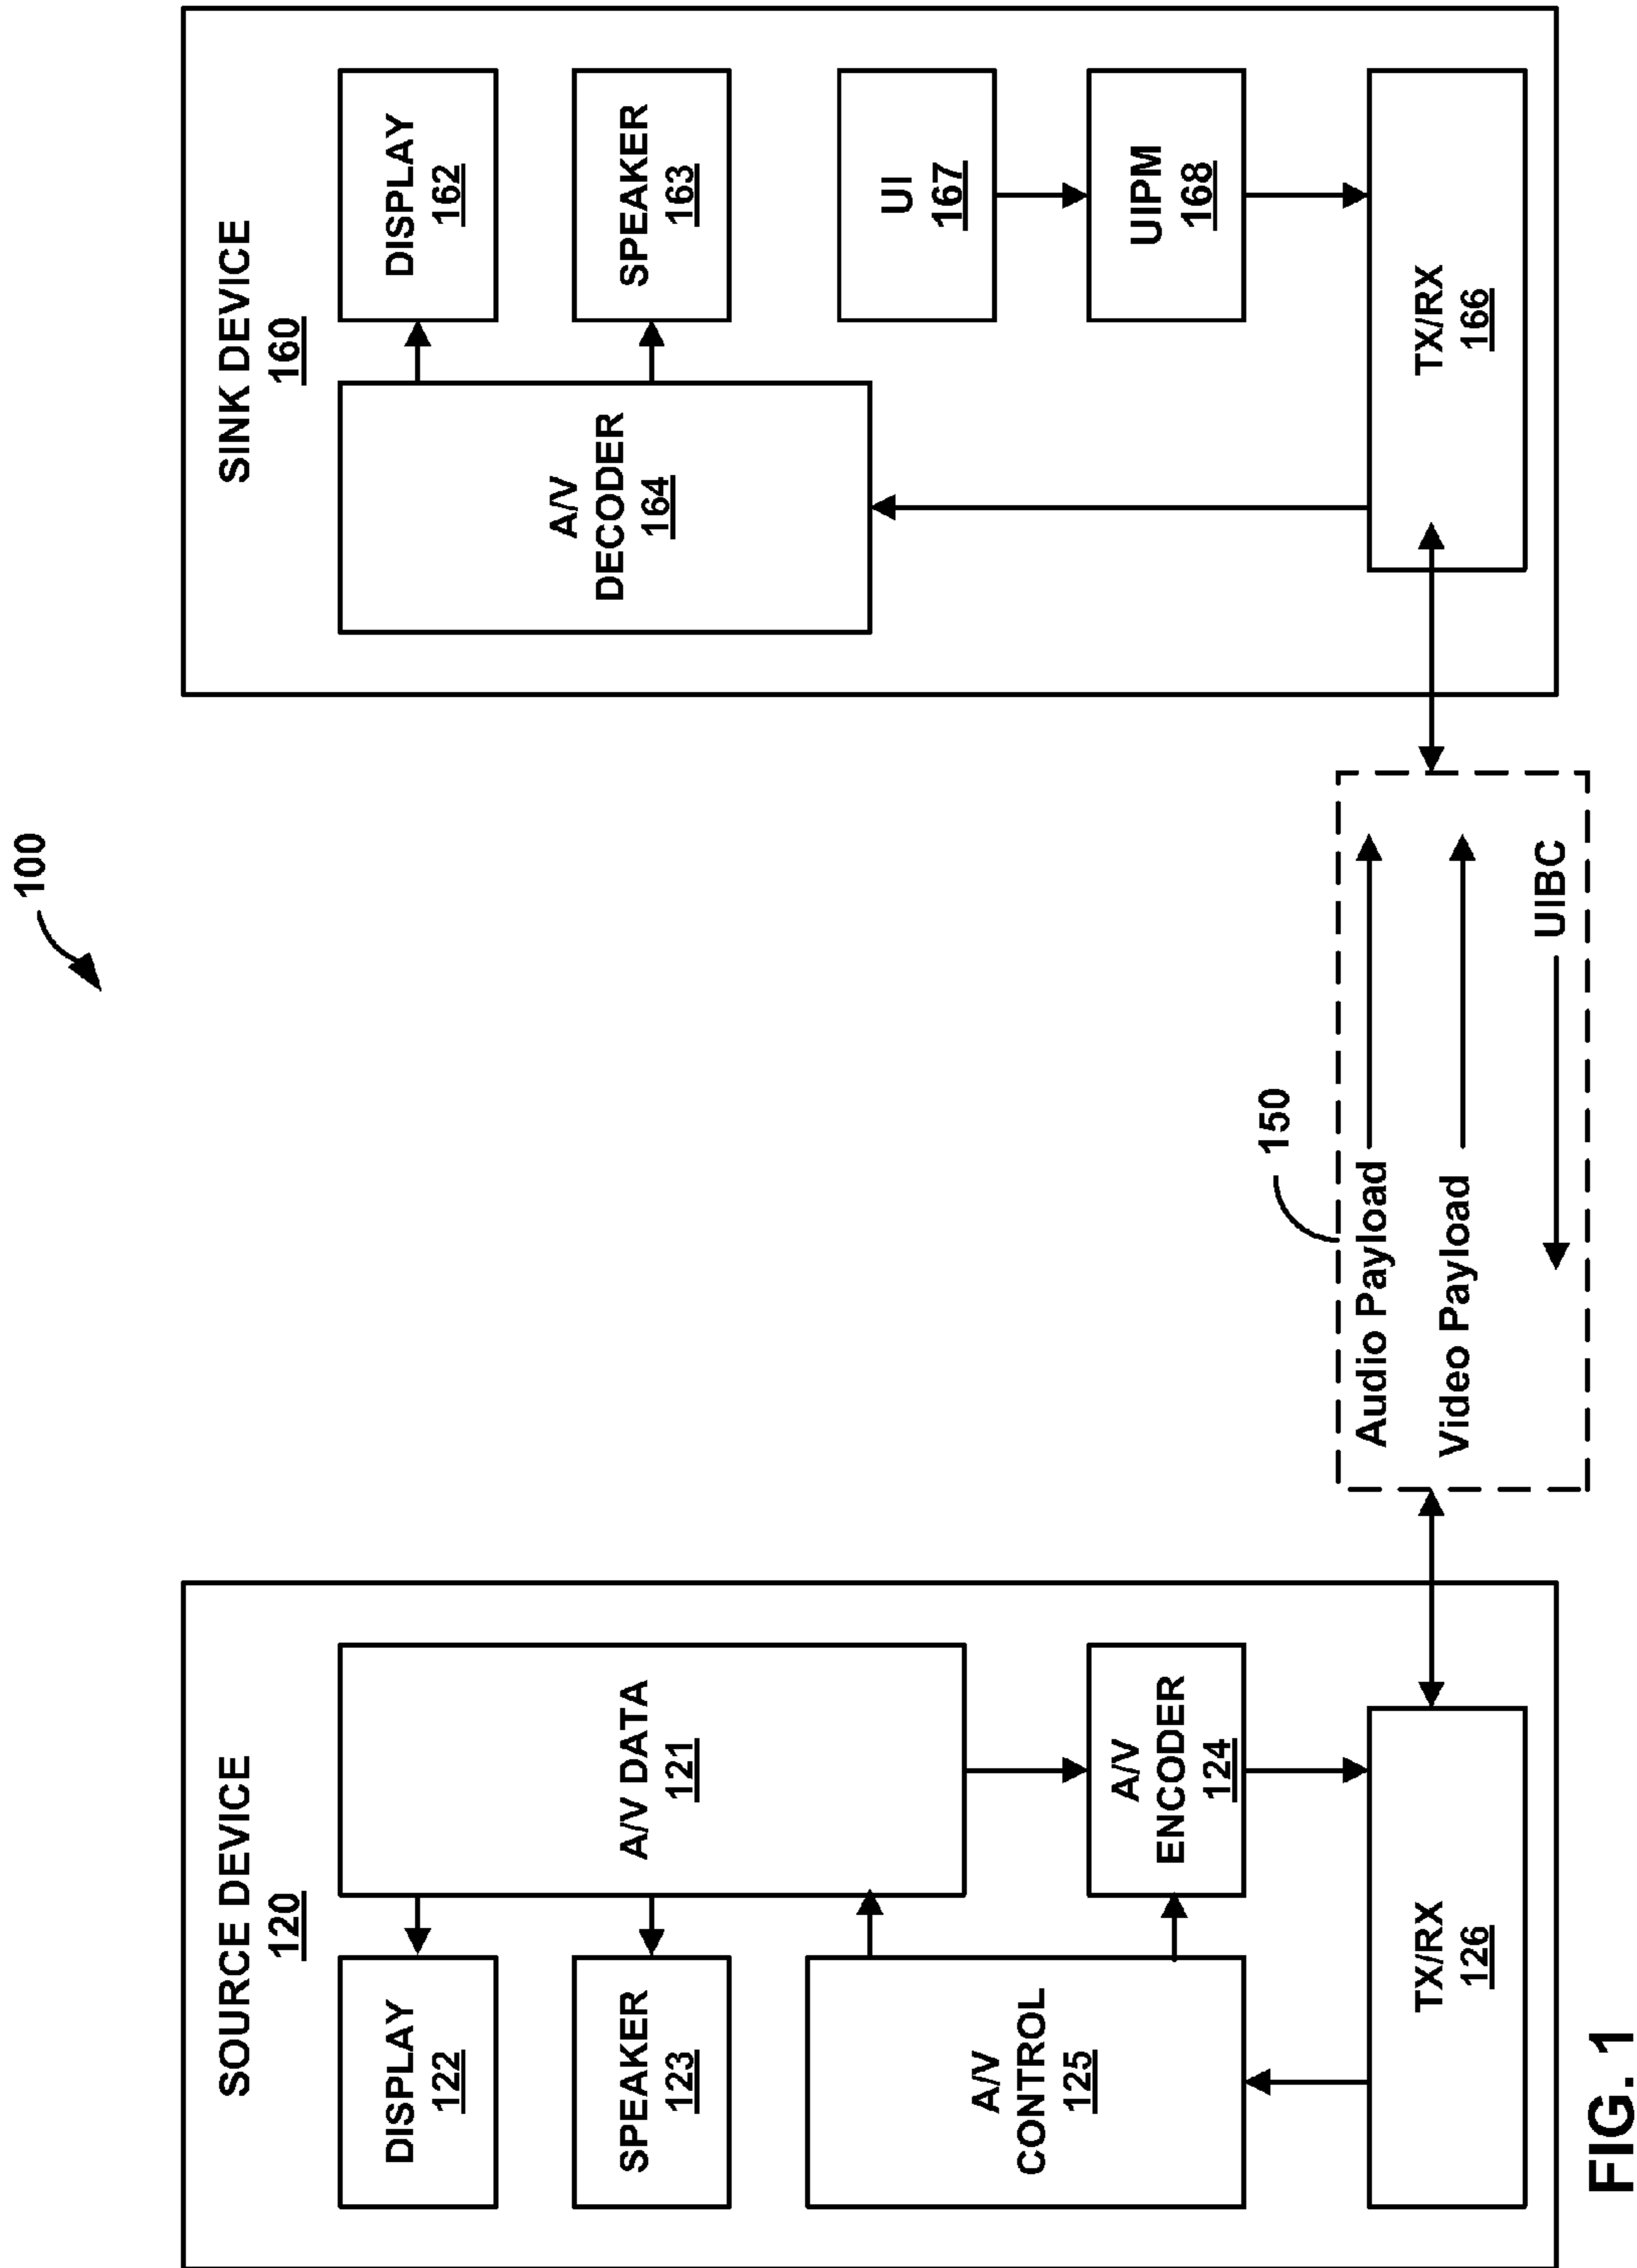 100
SOURCE DEVICE
120
DISPLAY
122
SPEAKER
123
A/V DATA
121
A/V
CONTROL
125
A/V
ENCODER
124
TX/RX
126
150
Audio Payload
Video Payload
UIBC
SINK DEVICE
160
A/V
DECODER
164
DISPLAY
162
SPEAKER
163
UI
167
UIPM
168
TX/RX
166
FIG. 1